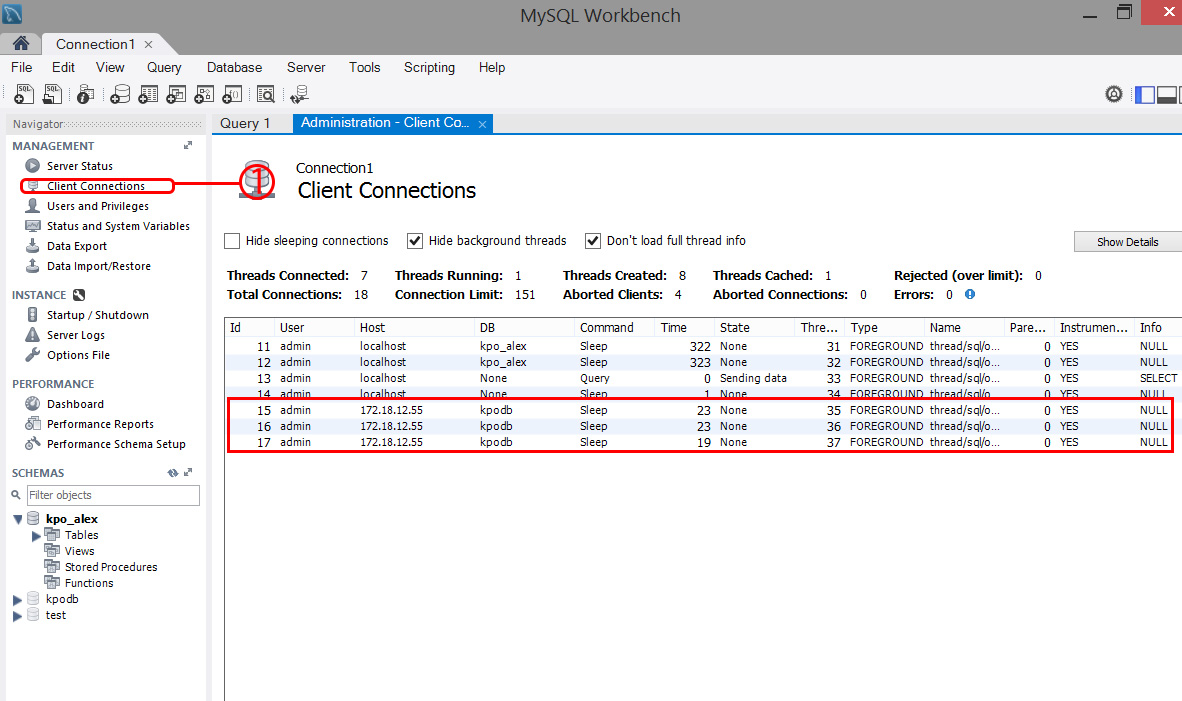 MySQL Workbench
Connection1
File Edit View Query Database Server Tools Scripting Help
Navigator
MANAGEMENT
Server Status
Client Connections
Users and Privileges
Status and System Variables
Data Export
Data Import/Restore
INSTANCE
Startup / Shutdown
Server Logs
Options File
PERFORMANCE
Dashboard
Performance Reports
Performance Schema Setup
SCHEMAS
Filter objects
kpo_alex
Tables
Views
Stored Procedures
Functions
kpodb
test
Query 1 Administration - Client Co...
1
Connection1
Client Connections
Hide sleeping connections Hide background threads Don't load full thread info Show Details
Threads Connected: 7 Threads Running: 1 Threads Created: 8 Threads Cached: 1 Rejected (over limit): 0
Total Connections: 18 Connection Limit: 151 Aborted Clients: 4 Aborted Connections: 0 Errors: 0
Id User Host DB Command Time State Thre... Type Name Pare... Instrumen... Info
11 admin localhost kpo_alex Sleep 322 None 31 FOREGROUND thread/sql/o... 0 YES NULL
12 admin localhost kpo_alex Sleep 323 None 32 FOREGROUND thread/sql/o... 0 YES NULL
13 admin localhost None Query 0 Sending data 33 FOREGROUND thread/sql/o... 0 YES SELECT
14 admin localhost None Sleep 1 None 34 FOREGROUND thread/sql/o... 0 YES NULL
15 admin 172.18.12.55 kpodb Sleep 23 None 35 FOREGROUND thread/sql/o... 0 YES NULL
16 admin 172.18.12.55 kpodb Sleep 23 None 36 FOREGROUND thread/sql/o... 0 YES NULL
17 admin 172.18.12.55 kpodb Sleep 19 None 37 FOREGROUND thread/sql/o... 0 YES NULL